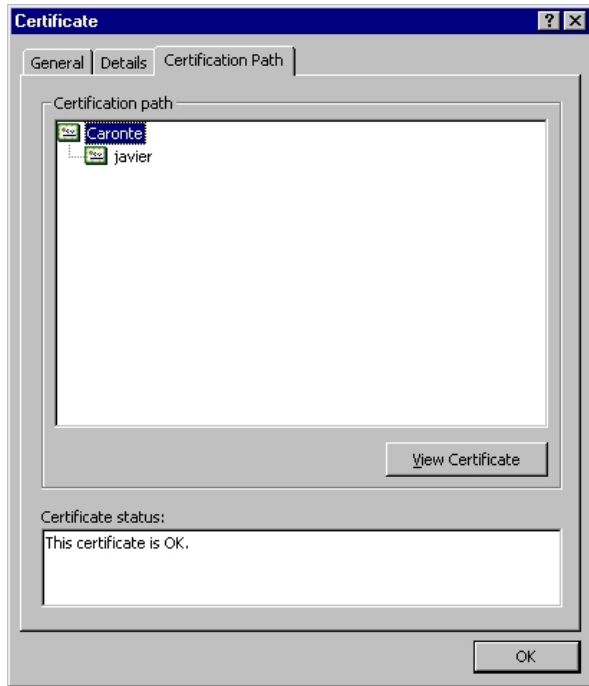 Certificate
General Details Certification Path
Certification path
Caronte
javier
View Certificate
Certificate status:
This certificate is OK.
OK